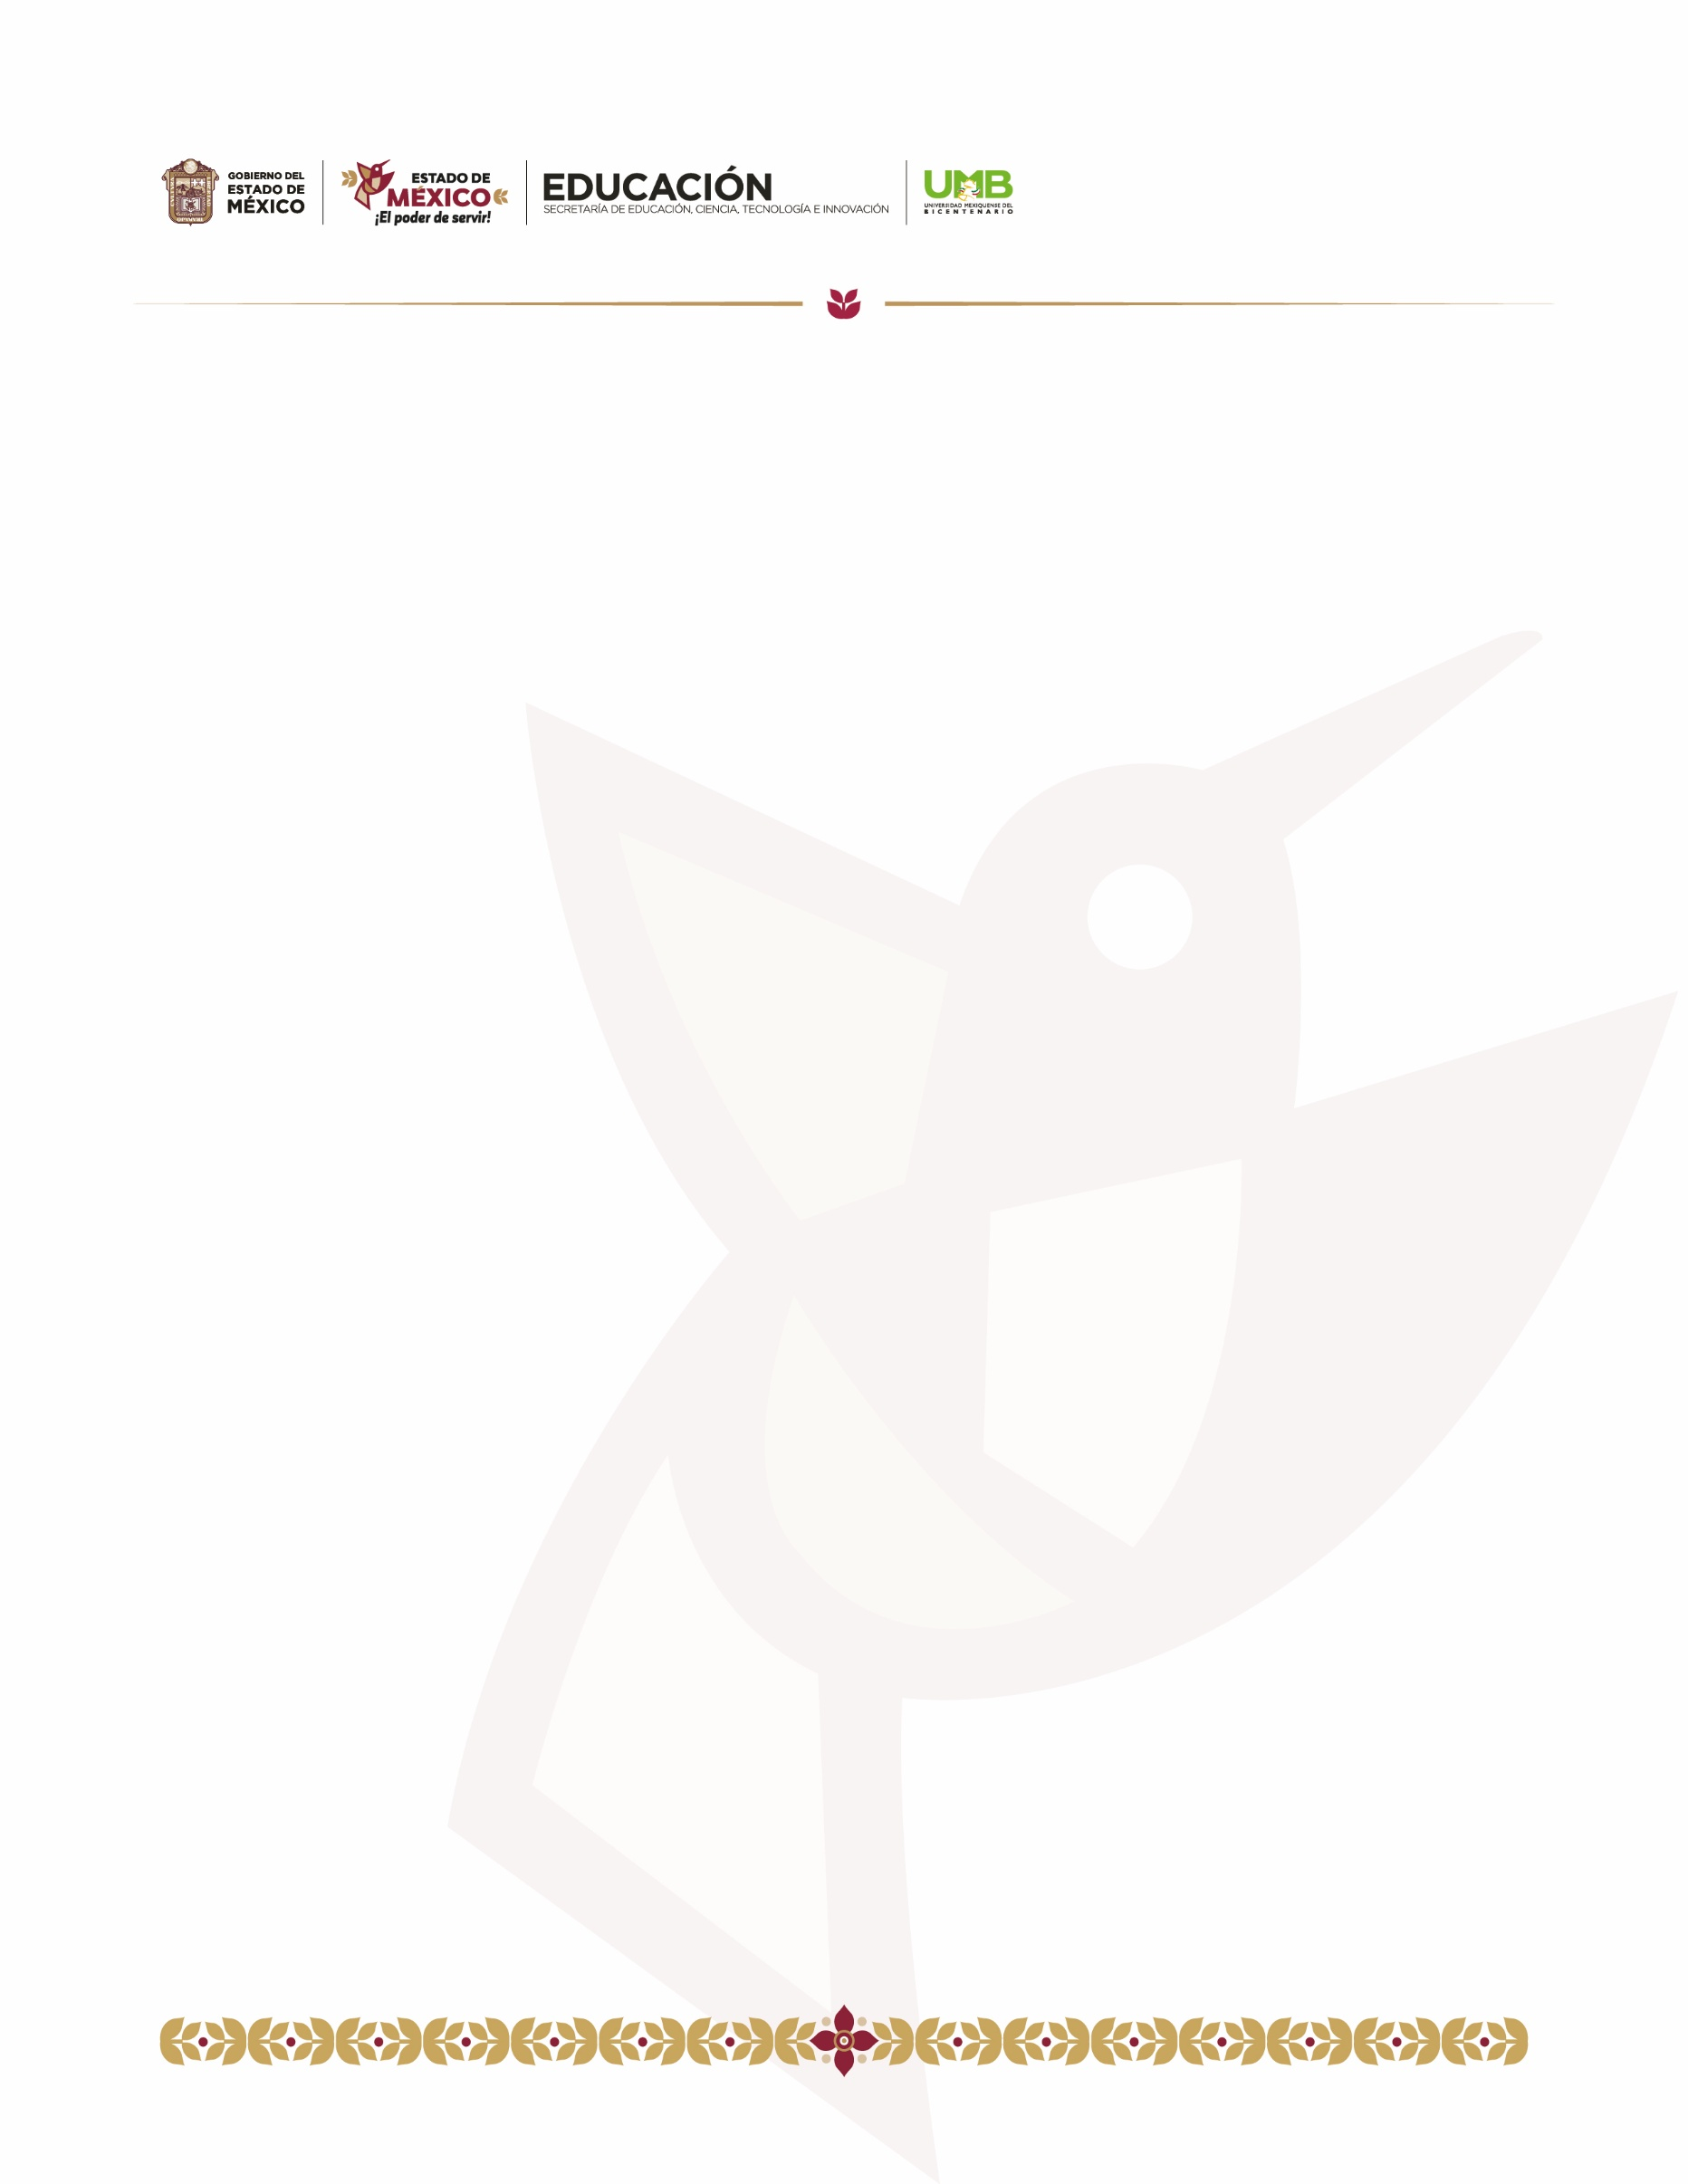 GOBIERNO DEL
ESTADO DE
MÉXICO
ESTADO DE
MÉXICO
¡El poder de servir!
EDUCACIÓN
SECRETARÍA DE EDUCACIÓN, CIENCIA, TECNOLOGÍA E INNOVACIÓN
UMB
UNIVERSIDAD MEXIQUENSE DEL
BICENTENARIO